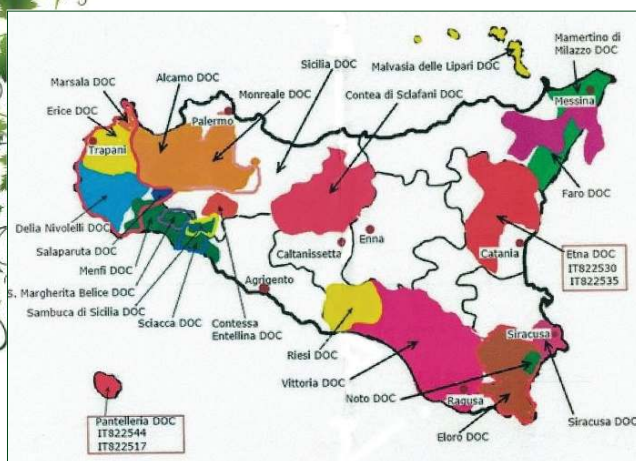 Mamertino di
Milazzo DOC
Sicilia DOC
Malvasia delle Lipari DOC
Marsala DOC
Alcamo DOC
Monreale DOC
Contea di Sclafani DOC
Messina
Erice DOC
Palermo
Trapani
Faro DOC
Delia Nivolelli DOC
Salaparuta DOC
Menfi DOC
S. Margherita Belice DOC
Sambuca di Sicilia DOC
Sciacca DOC
Contessa
Entellina DOC
Agrigento
Caltanissetta
Enna
Catania
Etna DOC
IT822530
IT822535
Riesi DOC
Vittoria DOC
Noto DOC
Ragusa
Siracusa
Siracusa DOC
Eloro DOC
Pantelleria DOC
IT822544
IT822517